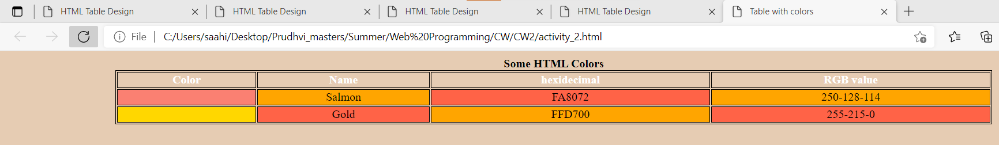 HTML Table Design HTML Table Design HTML Table Design HTML Table Design Table with colors
File C:/Users/saahi/Desktop/Prudhvi_masters/Summer/Web%20Programming/CW/CW2/activity_2.html
Some HTML Colors
Color Name hexidecimal RGB value
Salmon FA8072 250-128-114
Gold FFD700 255-215-0